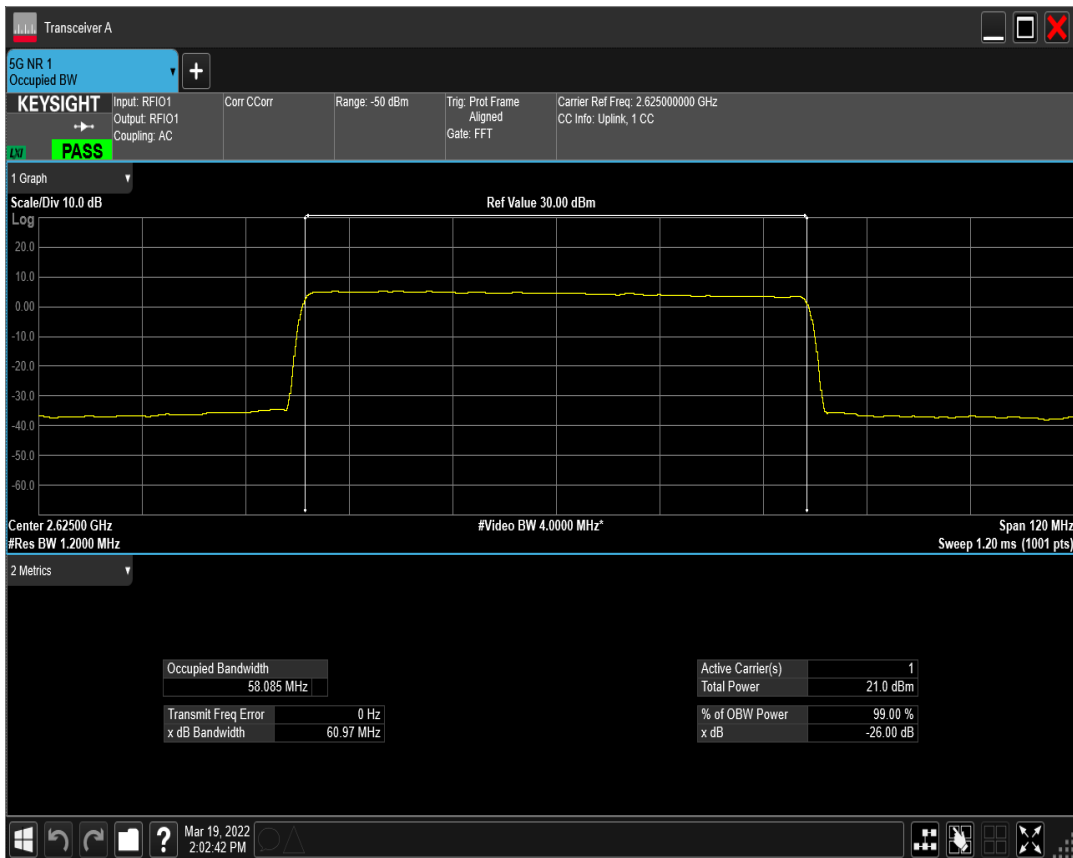 Transceiver A
5G NR 1
Occupied BW
KEYSIGHT
Input: RFIO1
Output: RFIO1
Coupling: AC
Corr CCorr
Range: -50 dBm
Trig: Prot Frame
Aligned
Gate: FFT
Carrier Ref Freq: 2.625000000 GHz
CC Info: Uplink, 1 CC
LXI
PASS
1 Graph
Scale/Div 10.0 dB
Ref Value 30.00 dBm
Log
20.0
10.0
0.00
-10.0
-20.0
-30.0
-40.0
-50.0
-60.0
Center 2.62500 GHz
#Video BW 4.0000 MHz*
Span 120 MHz
#Res BW 1.2000 MHz
Sweep 1.20 ms (1001 pts)
2 Metrics
Occupied Bandwidth
58.085 MHz
Transmit Freq Error 0 Hz
x dB Bandwidth 60.97 MHz
Active Carrier(s) 1
Total Power 21.0 dBm
% of OBW Power 99.00 %
x dB -26.00 dB
?
Mar 19, 2022
2:02:42 PM